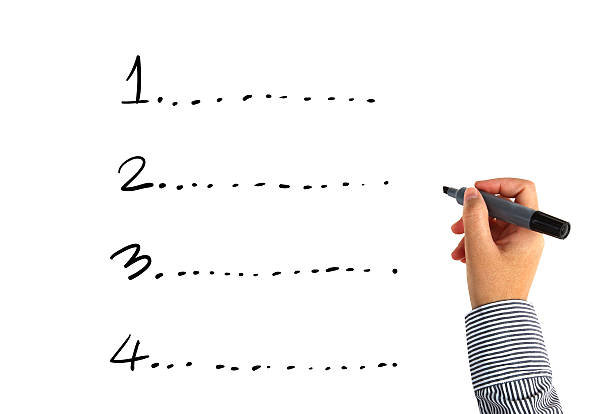 1. . . . . . . . . . .
2. . . . . . . . . . .
3. . . . . . . . . . .
4. . . . . . . . . . .